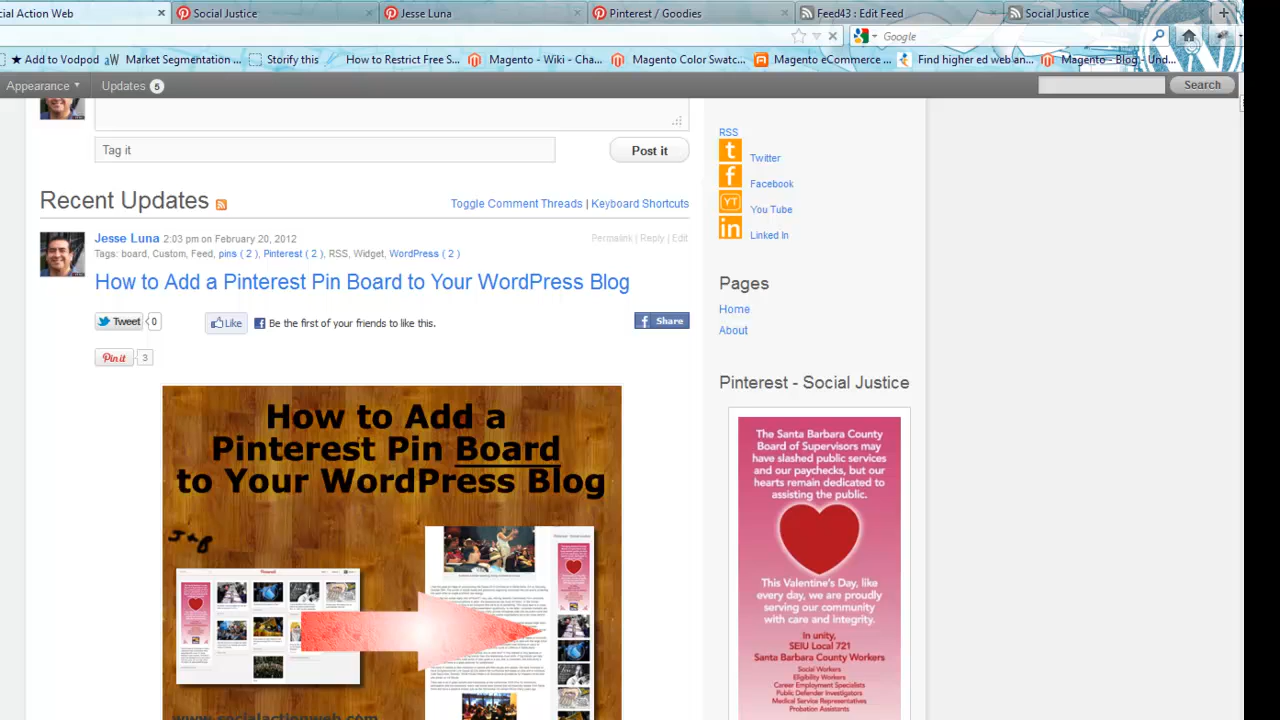 cial Action Web
Social Justice
Jesse Luna
Pinterest / Goodies
Feed43 : Edit Feed
Social Justice
Google
Add to Vodpod
Market Segmentation ...
Storify this
How to Restrict Free S...
Magento - Wiki - Cha...
Magento Color Swatc...
Magento eCommerce ...
Find higher ed web an...
Magento - Blog - Und...
Appearance
Updates 5
Search
Tag it
Post it
Recent Updates
Toggle Comment Threads | Keyboard Shortcuts
Jesse Luna 2:03 pm on February 20, 2012
Permalink | Reply | Edit
Tags: board, Custom, Feed, pins ( 2 ), Pinterest ( 2 ), RSS, Widget, WordPress ( 2 )
How to Add a Pinterest Pin Board to Your WordPress Blog
Tweet 0
Like
Be the first of your friends to like this.
Share
Pin it 3
How to Add a
Pinterest Pin Board
to Your WordPress Blog
www.socialactionweb.com
RSS
t Twitter
f Facebook
YT You Tube
in Linked In
Pages
Home
About
Pinterest - Social Justice
The Santa Barbara County
Board of Supervisors may
have slashed public services
and our paychecks, but our
hearts remain dedicated to
assisting the public.
This Valentine's Day, like
every day, we are proudly
serving our community
with care and integrity.
In unity,
SEIU Local 721
Santa Barbara County Workers
Social Workers
Eligibility Workers
Career Employment Specialists
Public Defender Investigators
Medical Service Representatives
Probation Assistants